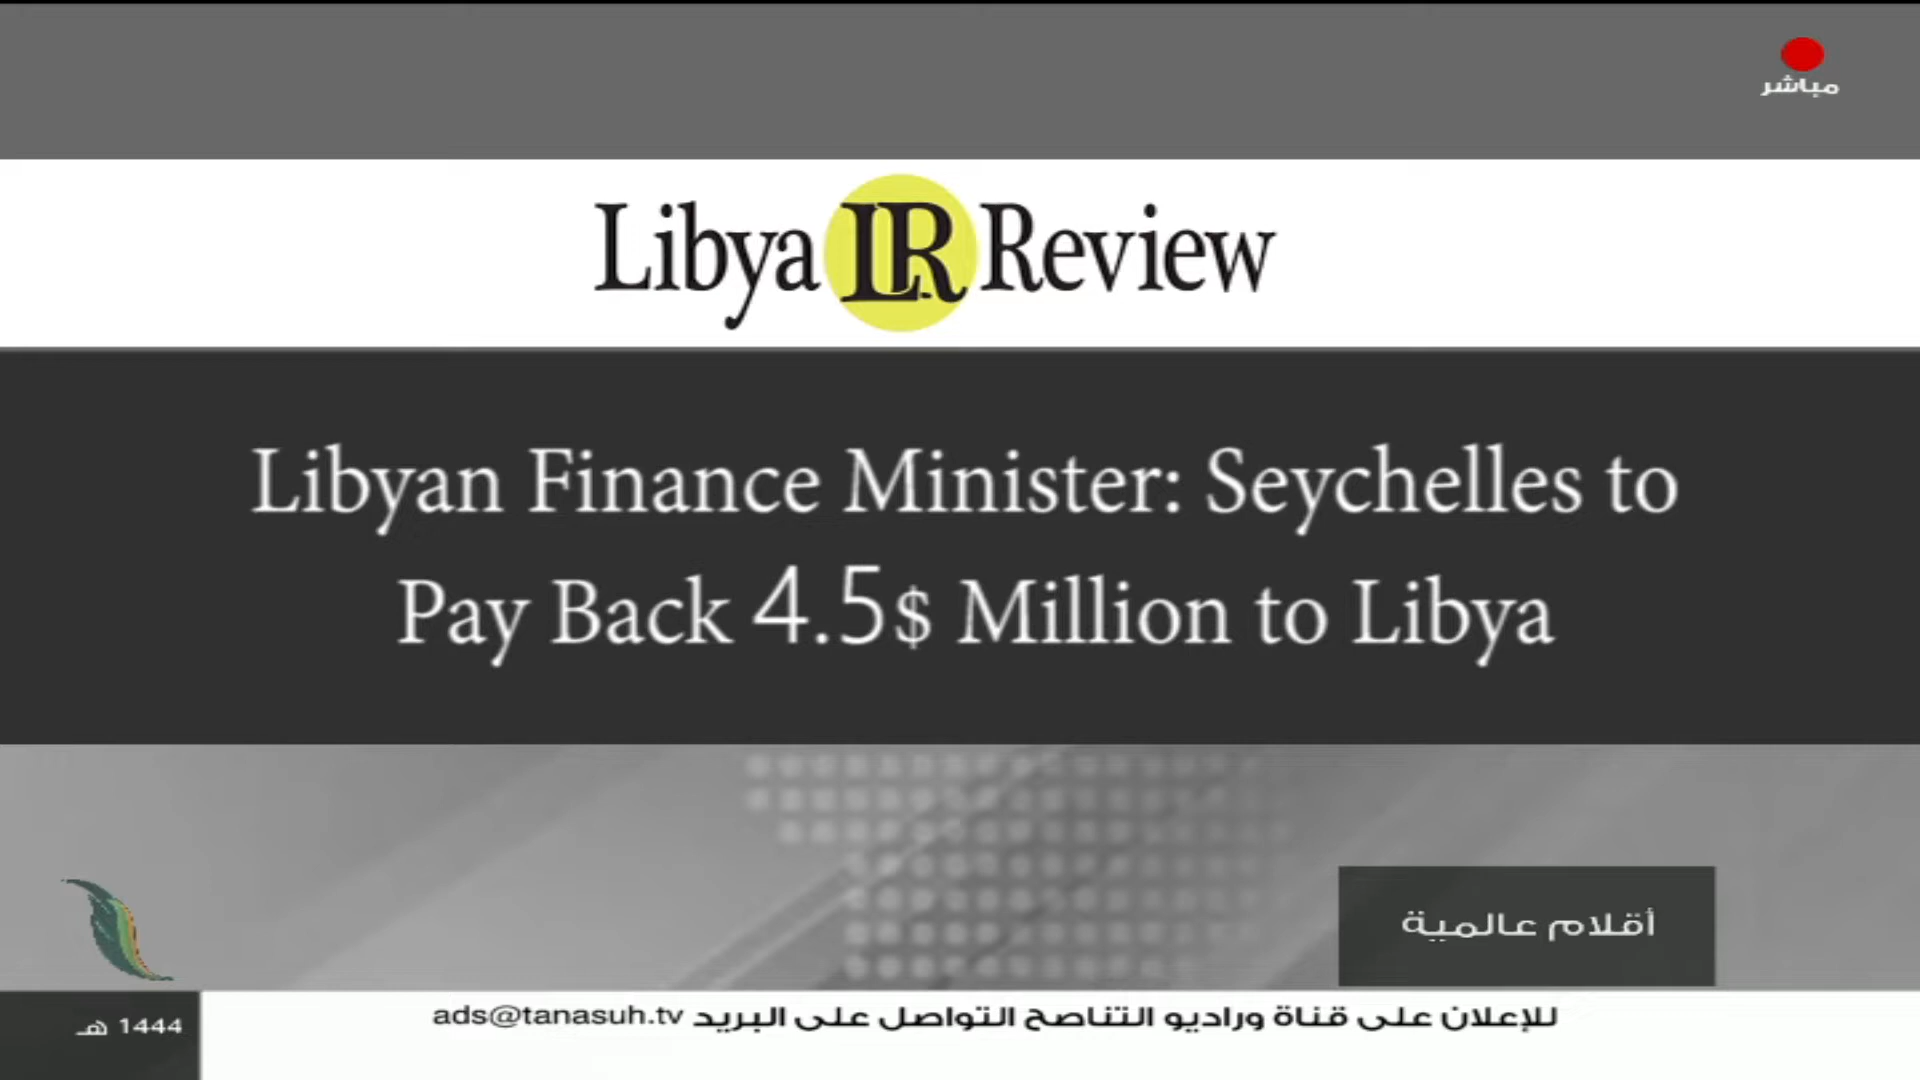 مباشر
Libya LR Review
Libyan Finance Minister: Seychelles to
Pay Back 4.5$ Million to Libya
أقلام عالمية
للإعلان على قناة وراديو التناصح التواصل على البريد ads@tanasuh.tv
1444 هـ